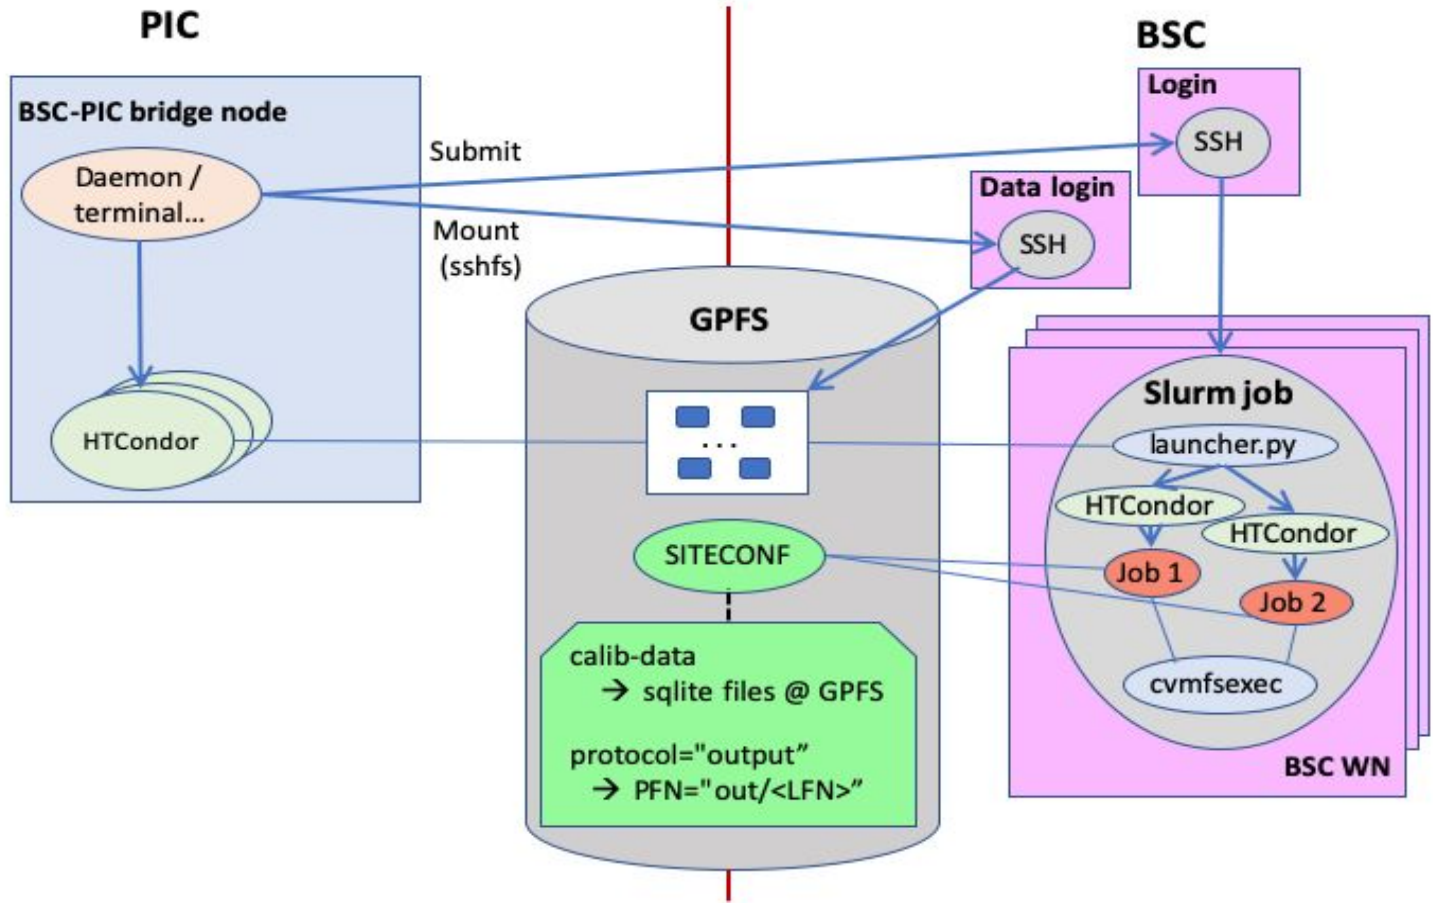 PIC
BSC
BSC-PIC bridge node
Daemon /
terminal...
Submit
Mount
(sshfs)
Login
SSH
Data login
SSH
HTCondor
GPFS
...
SITECONF
calib-data
→ sqlite files @ GPFS
protocol="output”
→ PFN="out/<LFN>”
Slurm job
launcher.py
HTCondor
HTCondor
Job 1
Job 2
cvmfsexec
BSC WN